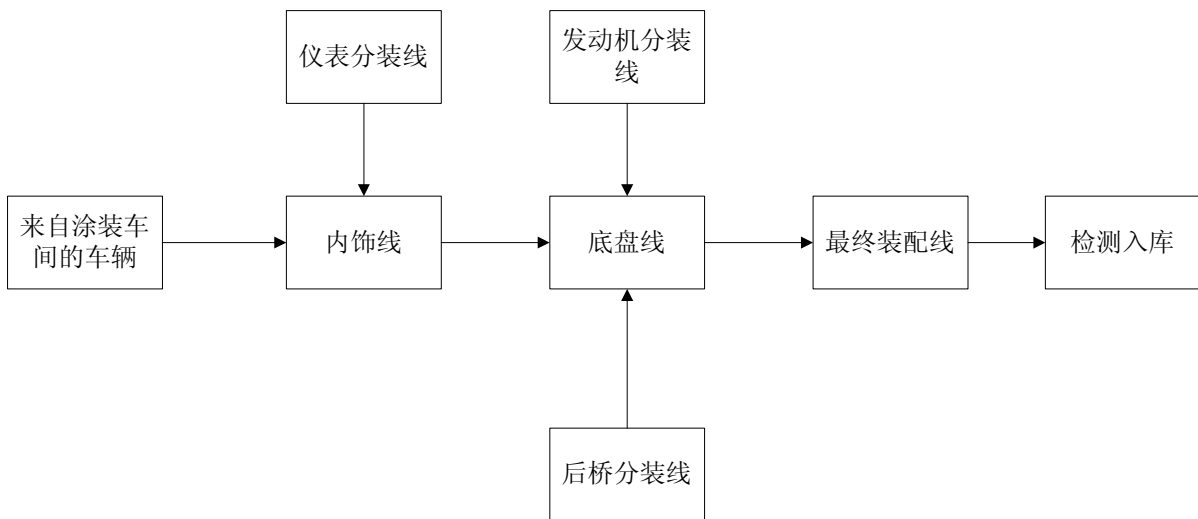 仪表分装线
发动机分装
线
来自涂装车
间的车辆
内饰线
底盘线
最终装配线
检测入库
后桥分装线